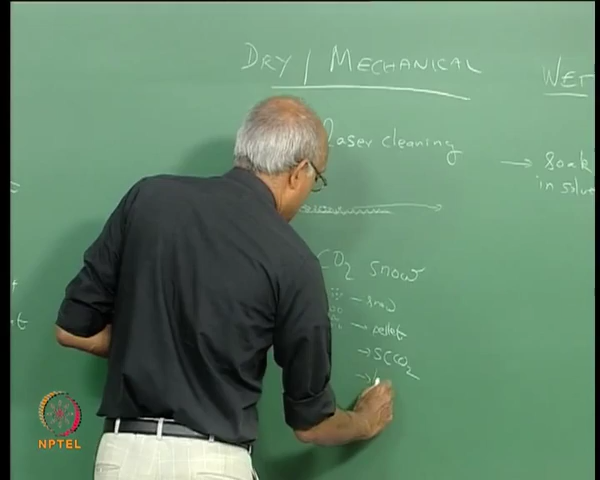 DRY / MECHANICAL
WET
Laser cleaning
→ Soak
in solu
CO2 snow
— snow
→ pellet
→ SCCO2
→
NPTEL